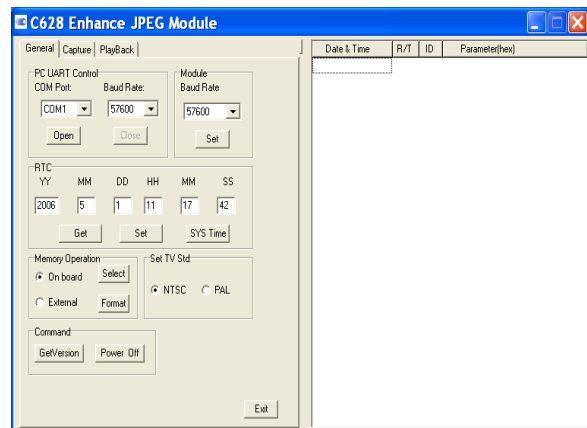 C628 Enhance JPEG Module
General Capture PlayBack
Date & Time R/T ID Parameter(hex)
PC UART Control
COM Port: Baud Rate:
COM1 57600
Open Close
Module
Baud Rate
57600
Set
RTC
YY MM DD HH MM SS
2006 5 1 11 17 42
Get Set SYS Time
Memory Operation
On board Select
External Format
Set TV Std
NTSC PAL
Command
GetVersion Power Off
Exit